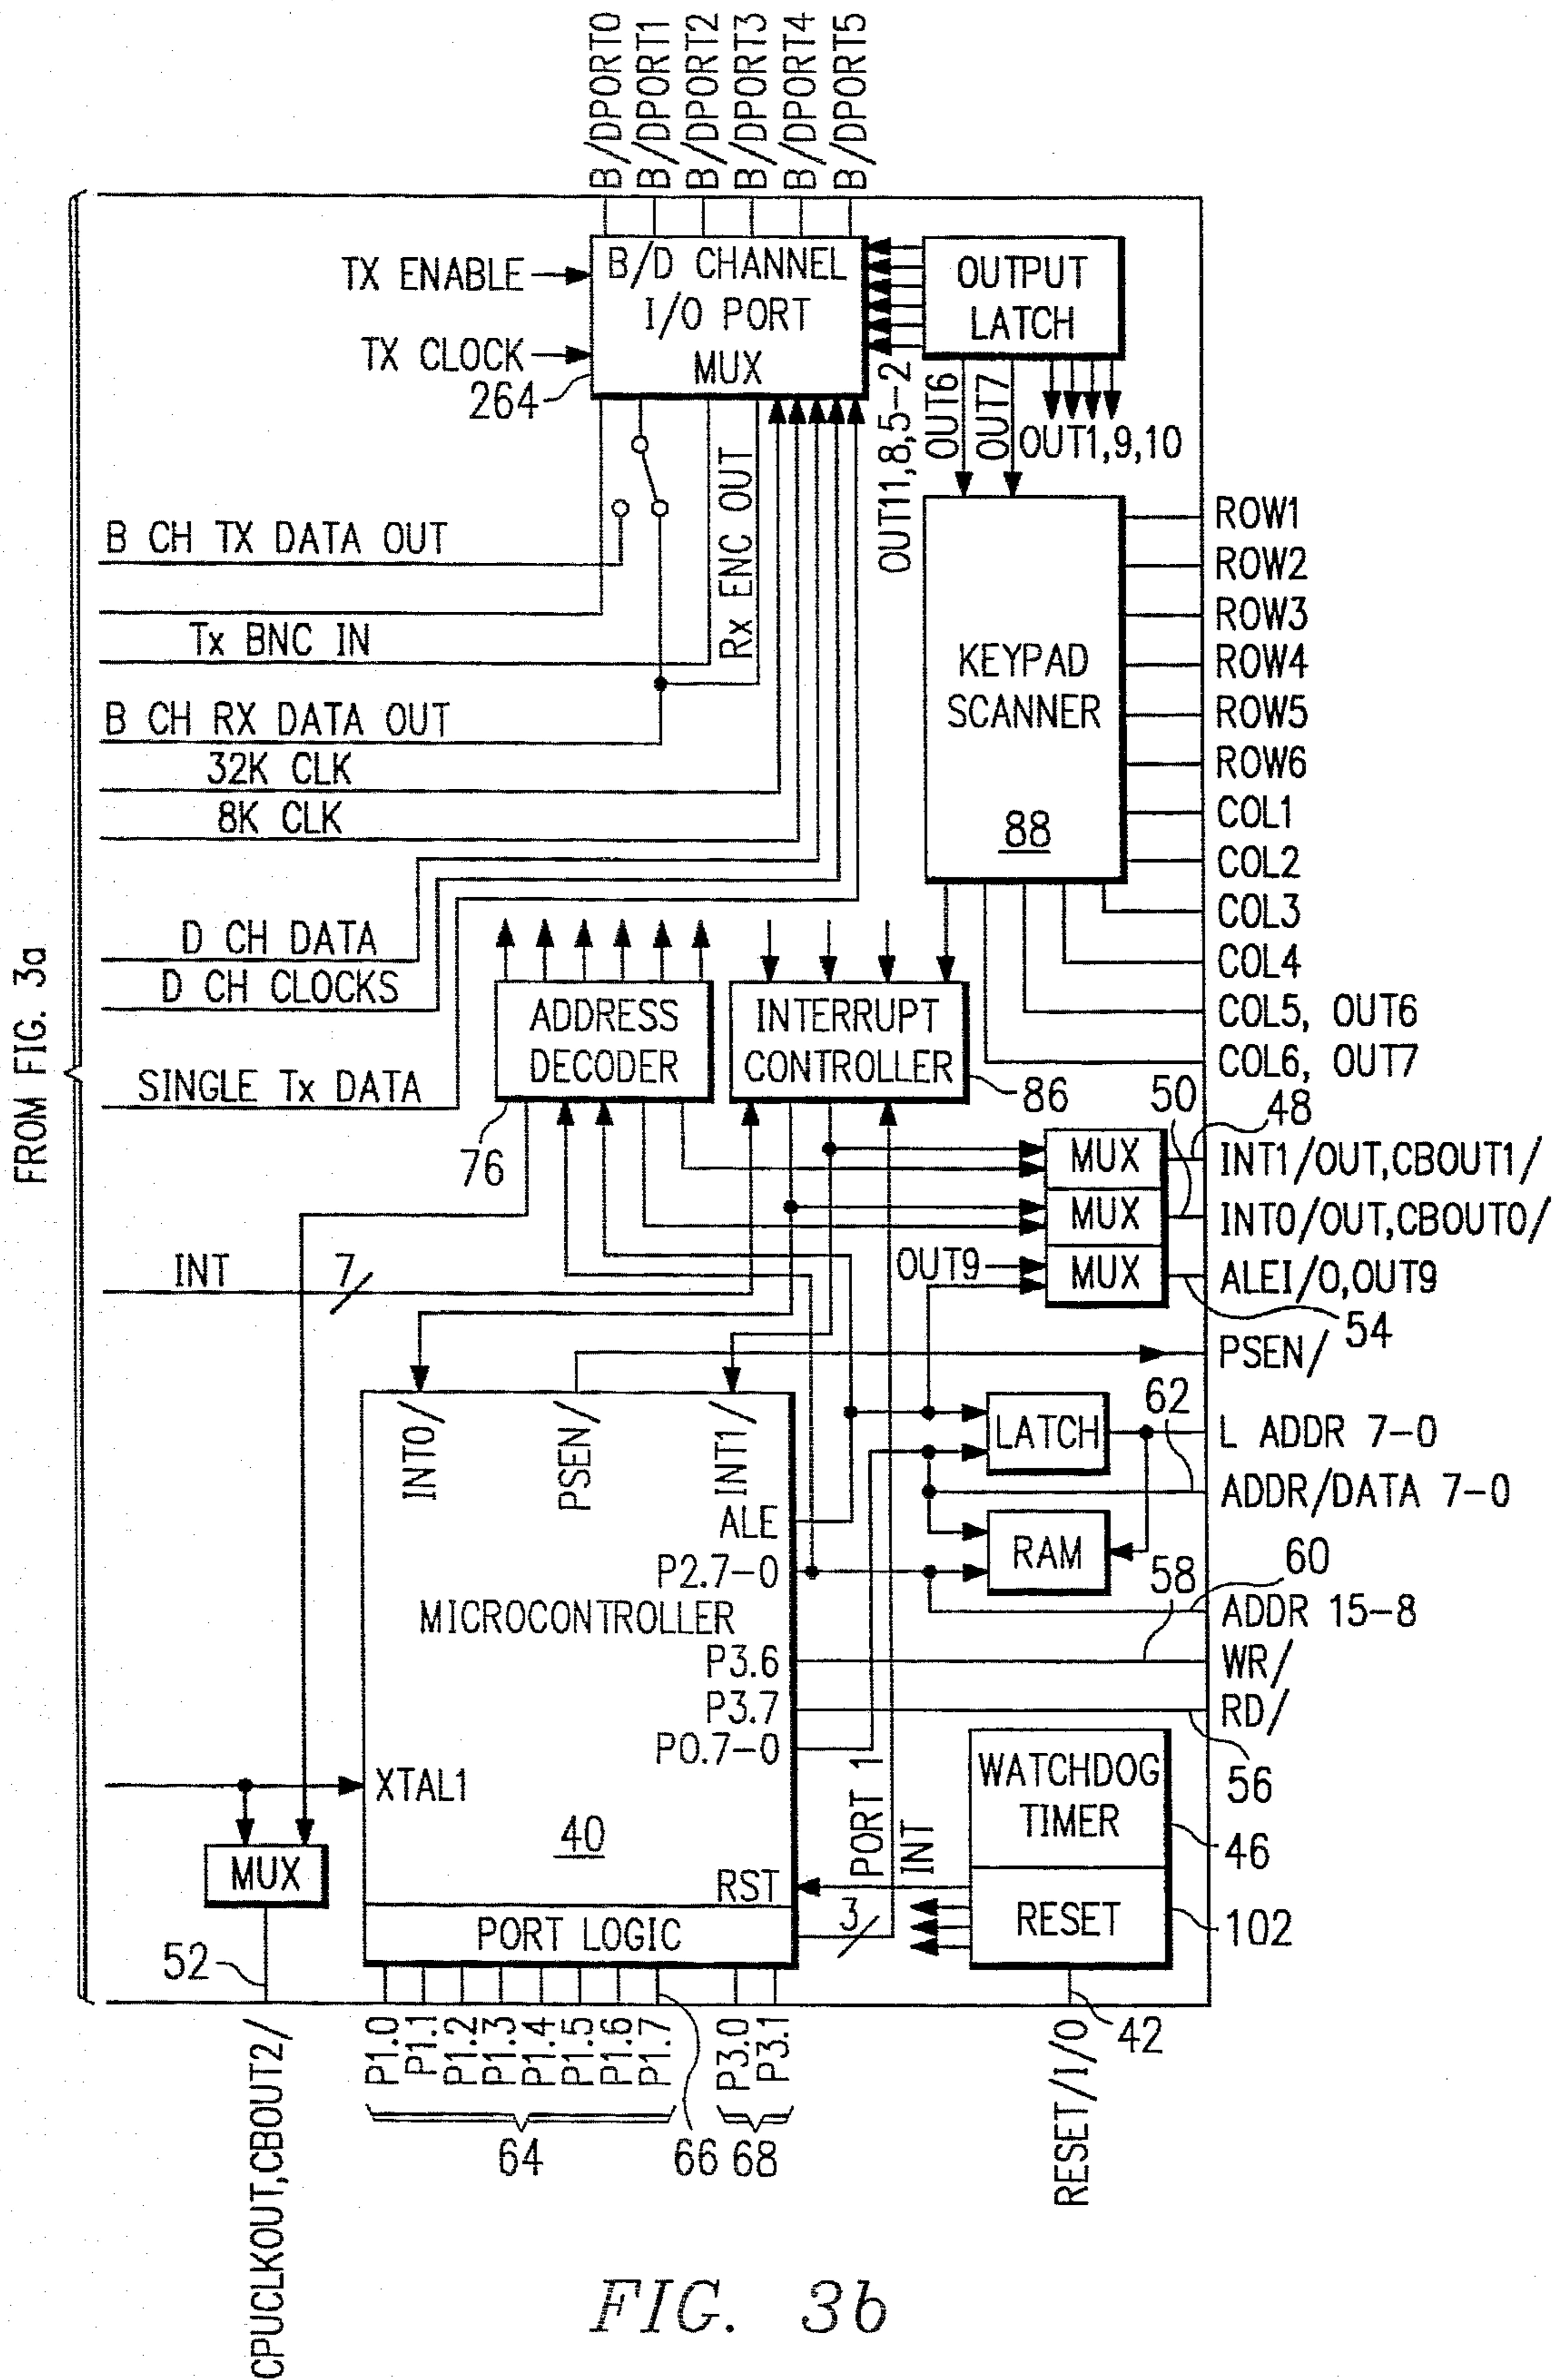 B/DPORT0
B/DPORT1
B/DPORT2
B/DPORT3
B/DPORT4
B/DPORT5
TX ENABLE
TX CLOCK
264
B/D CHANNEL
I/O PORT
MUX
OUTPUT
LATCH
OUT11,8,5-2
OUT6
OUT7
OUT1,9,10
B CH TX DATA OUT
Tx BNC IN
Rx ENC OUT
B CH RX DATA OUT
32K CLK
8K CLK
D CH DATA
D CH CLOCKS
SINGLE Tx DATA
FROM FIG. 3a
KEYPAD
SCANNER
88
ROW1
ROW2
ROW3
ROW4
ROW5
ROW6
COL1
COL2
COL3
COL4
COL5, OUT6
COL6, OUT7
ADDRESS
DECODER
76
INTERRUPT
CONTROLLER
86
50
48
MUX
INT1/OUT,CBOUT1/
MUX
INT0/OUT,CBOUT0/
OUT9
MUX
ALEI/O,OUT9
54
INT
7
PSEN/
INT0/
PSEN/
INT1/
LATCH
62
L ADDR 7-0
ADDR/DATA 7-0
ALE
RAM
P2.7-0
58
60
ADDR 15-8
MICROCONTROLLER
P3.6
WR/
P3.7
RD/
P0.7-0
56
XTAL1
40
PORT 1
INT
WATCHDOG
TIMER
46
MUX
RST
RESET
102
PORT LOGIC
3
52
42
P1.0
P1.1
P1.2
P1.3
P1.4
P1.5
P1.6
P1.7
P3.0
P3.1
64
66
68
RESET/I/O
CPUCLKOUT,CBOUT2/
FIG. 3b